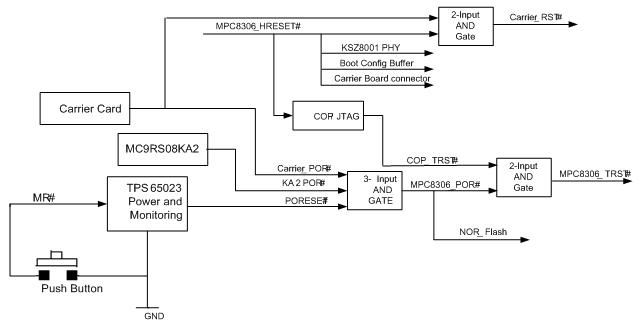 2-Input
AND
Gate
Carrier_RST#
MPC8306_HRESET#
KSZ8001 PHY
Boot Config Buffer
Carrier Board connector
Carrier Card
COP JTAG
MC9RS08KA2
COP_TRST#
2-Input
AND
Gate
MPC8306_TRST#
Carrier_POR#
KA2 POR#
PORESE#
3- Input
AND
GATE
MPC8306_POR#
TPS 65023
Power and
Monitoring
MR#
NOR_Flash
Push Button
GND